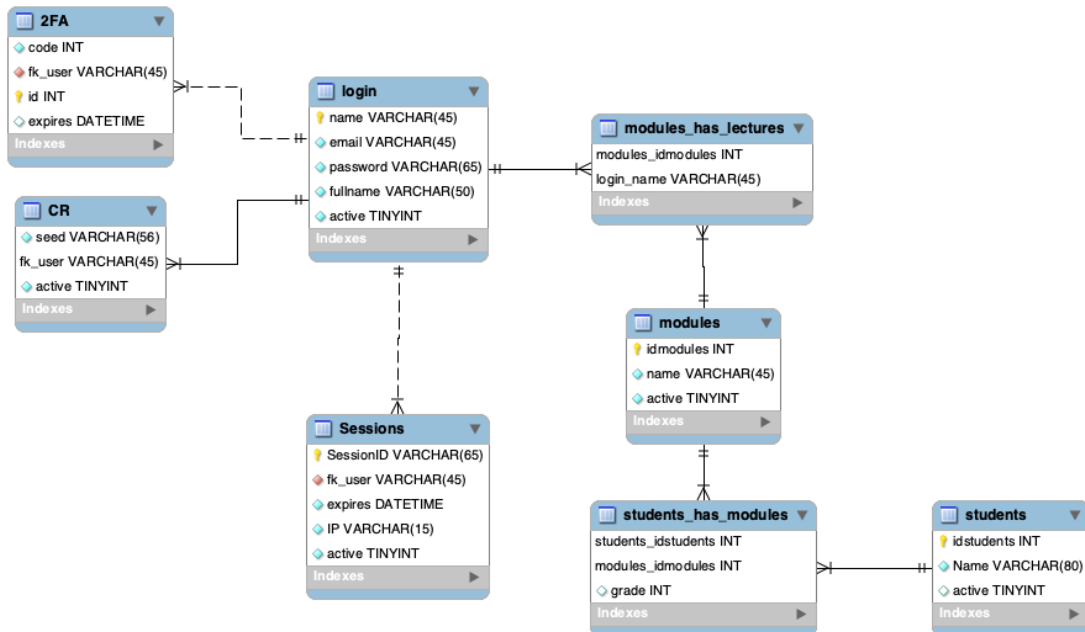 2FA
code INT
fk_user VARCHAR(45)
id INT
expires DATETIME
Indexes
login
name VARCHAR(45)
email VARCHAR(45)
password VARCHAR(65)
fullname VARCHAR(50)
active TINYINT
Indexes
modules_has_lectures
modules_idmodules INT
login_name VARCHAR(45)
Indexes
CR
seed VARCHAR(56)
fk_user VARCHAR(45)
active TINYINT
Indexes
modules
idmodules INT
name VARCHAR(45)
active TINYINT
Indexes
Sessions
SessionID VARCHAR(65)
fk_user VARCHAR(45)
expires DATETIME
IP VARCHAR(15)
active TINYINT
Indexes
students_has_modules
students_idstudents INT
modules_idmodules INT
grade INT
Indexes
students
idstudents INT
Name VARCHAR(80)
active TINYINT
Indexes